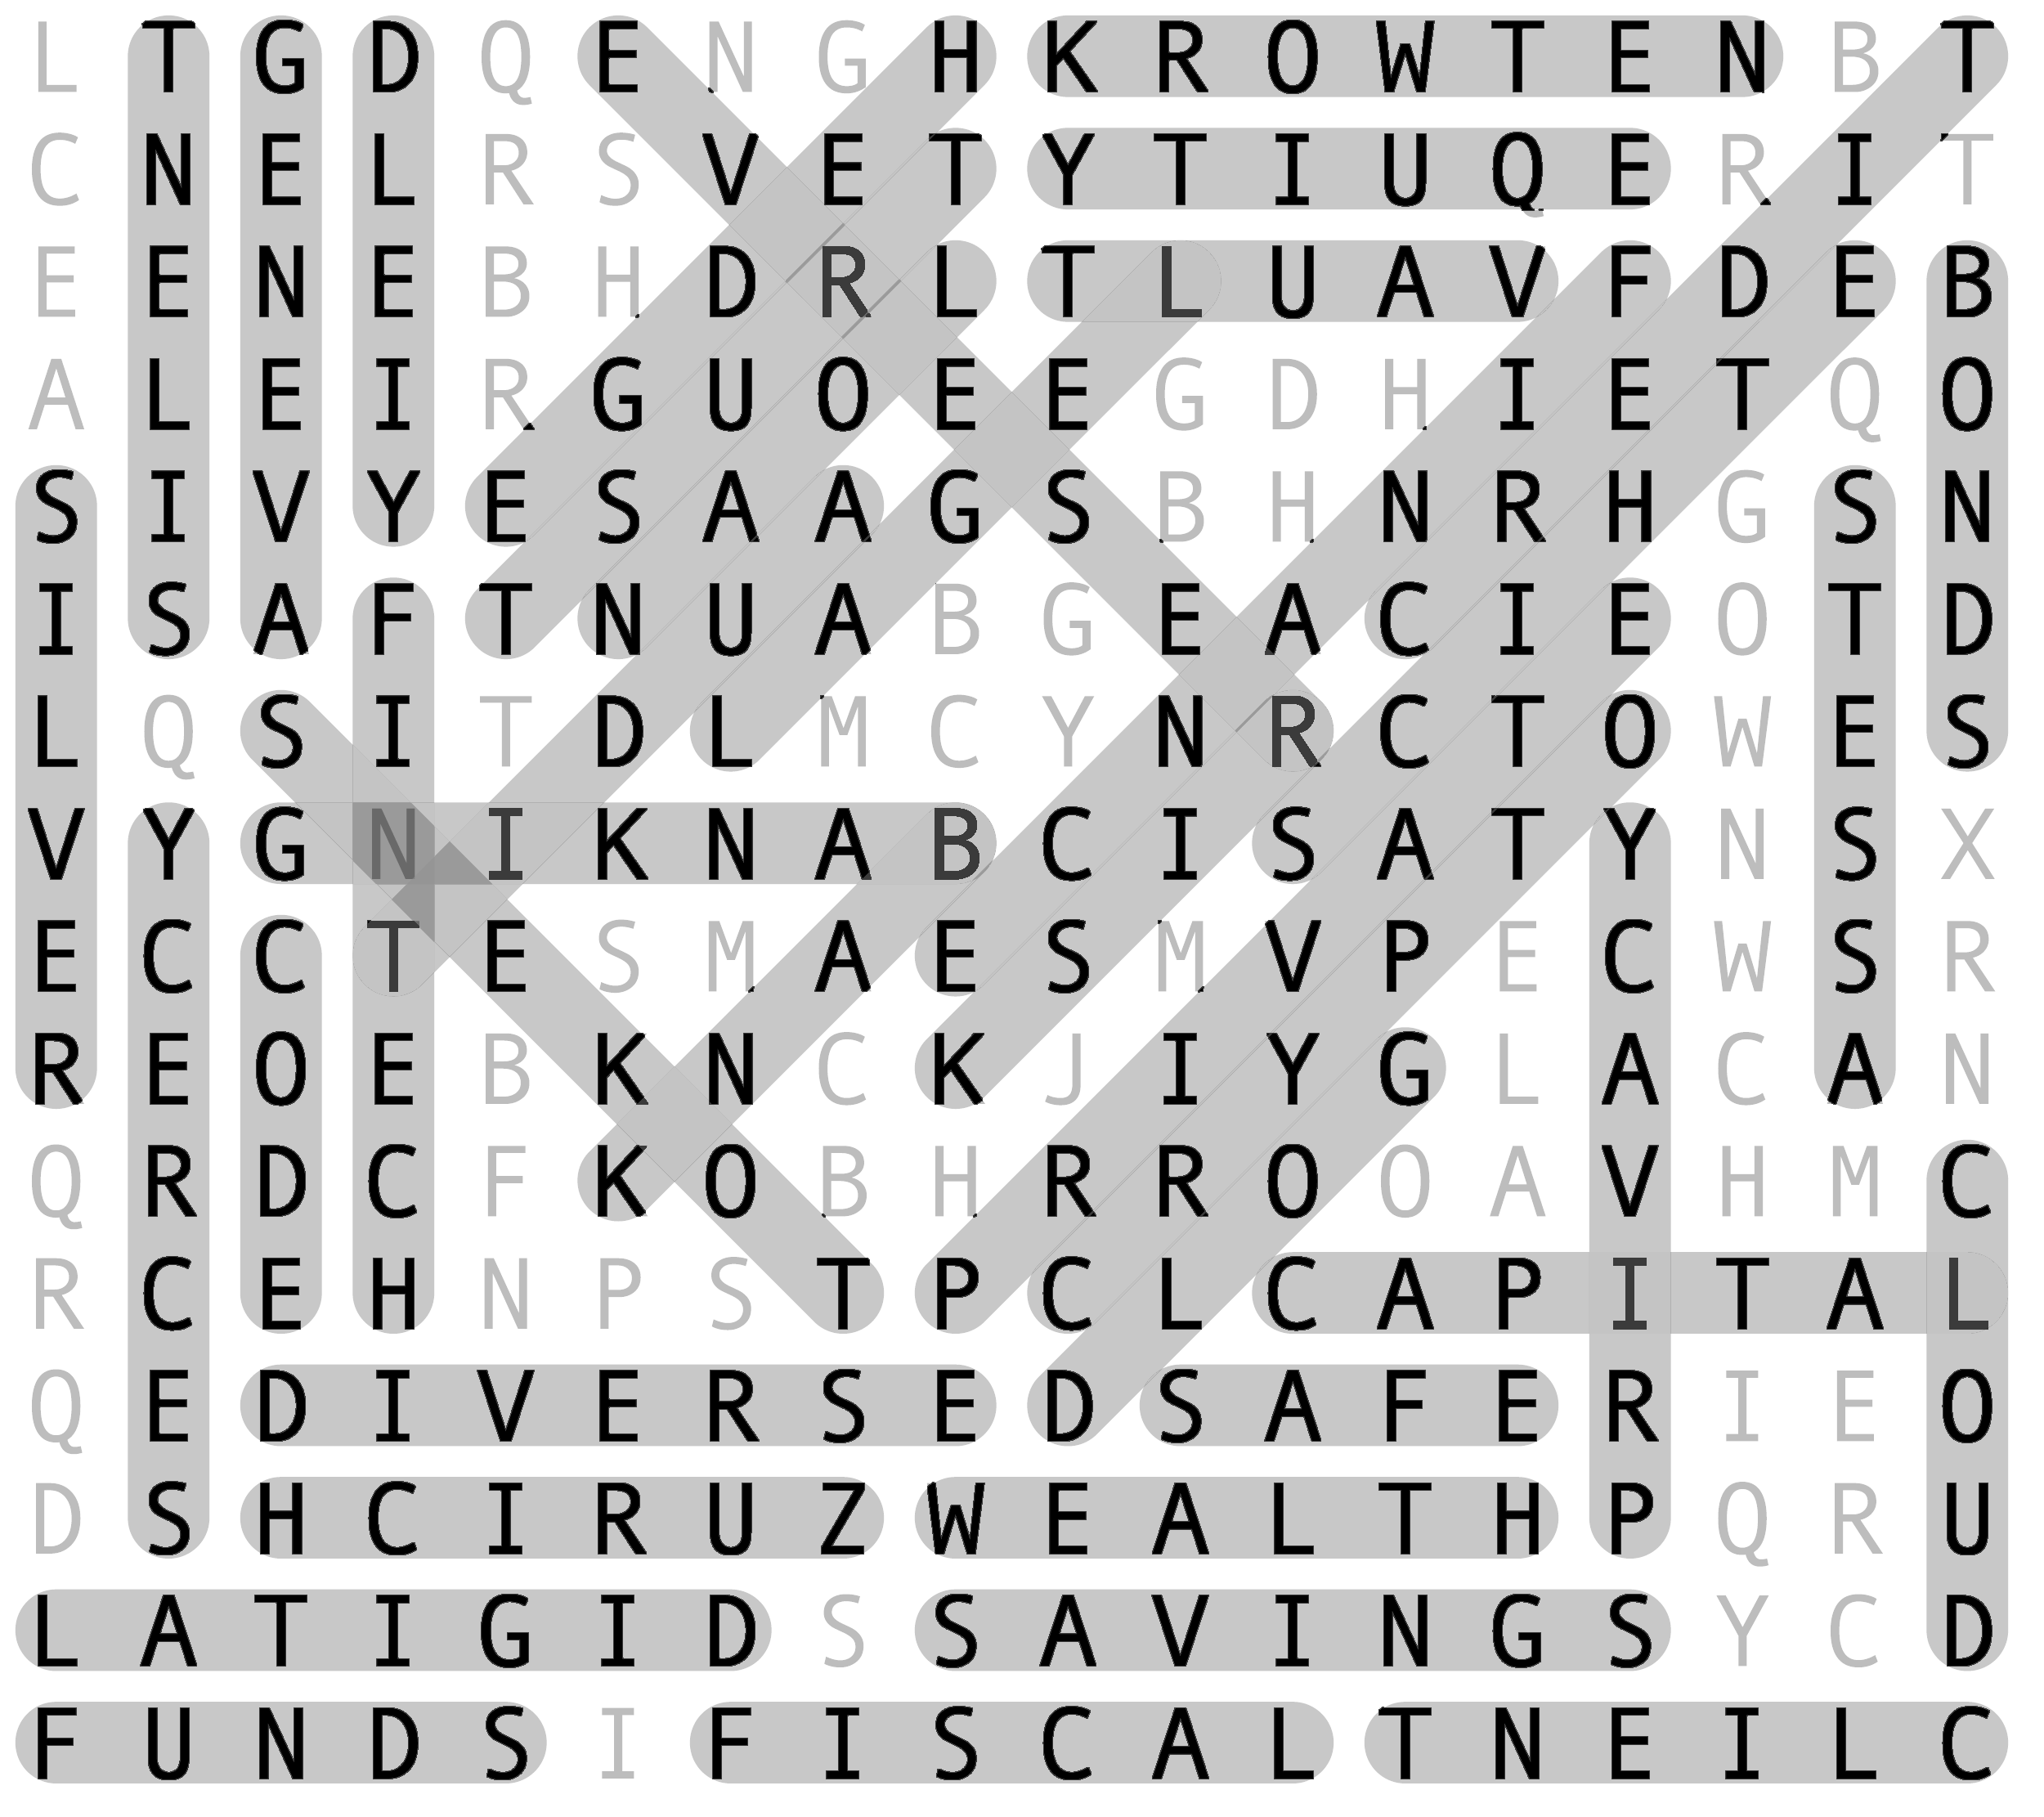 L T G D Q E N G H K R O W T E N B T
C N E L R S V E T Y T I U Q E R I T
E E N E B H D R L T L U A V F D E B
A L E I R G U O E E G D H I E T Q O
S I V Y E S A A G S B H N R H G S N
I S A F T N U A B G E A C I E O T D
L Q S I T D L M C Y N R C T O W E S
V Y G N I K N A B C I S A T Y N S X
E C C T E S M A E S M V P E C W S R
R E O E B K N C K J I Y G L A C A N
Q R D C F K O B H R R O O A V H M C
R C E H N P S T P C L C A P I T A L
Q E D I V E R S E D S A F E R I E O
D S H C I R U Z W E A L T H P Q R U
L A T I G I D S S A V I N G S Y C D
F U N D S I F I S C A L T N E I L C